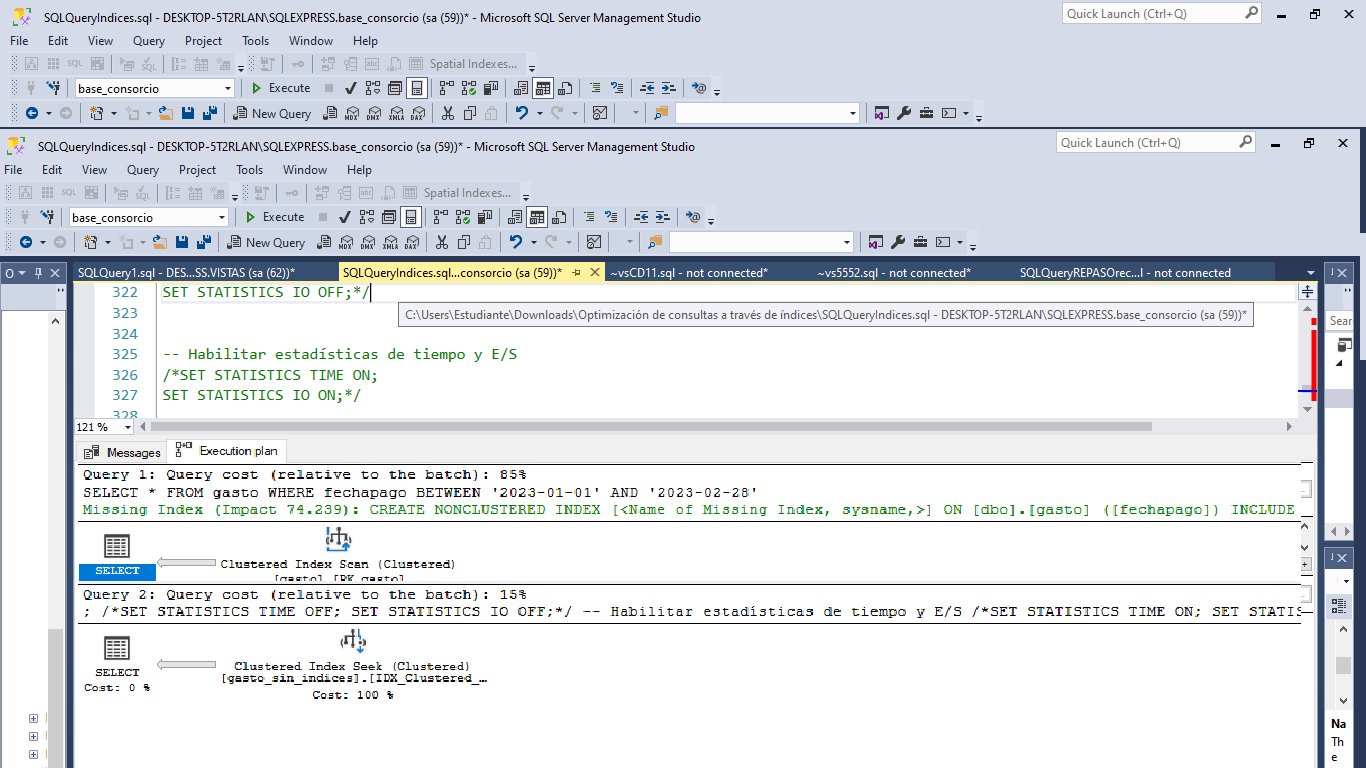 SQLQueryIndices.sql - DESKTOP-5T2RLAN\SQLEXPRESS.base_consorcio (sa (59))* - Microsoft SQL Server Management Studio
Quick Launch (Ctrl+Q)
File Edit View Query Project Tools Window Help
Spatial Indexes...
base_consorcio Execute
New Query
SQLQueryIndices.sql - DESKTOP-5T2RLAN\SQLEXPRESS.base_consorcio (sa (59))* - Microsoft SQL Server Management Studio
Quick Launch (Ctrl+Q)
File Edit View Query Project Tools Window Help
Spatial Indexes...
base_consorcio Execute
New Query
SQLQuery1.sql - DES...SS.VISTAS (sa (62))* SQLQueryIndices.sql...consorcio (sa (59))* ~vsCD11.sql - not connected* ~vs5552.sql - not connected* SQLQueryREPASOrec...l - not connected
322 SET STATISTICS IO OFF;*/
323
C:\Users\Estudiante\Downloads\Optimización de consultas a través de índices\SQLQueryIndices.sql - DESKTOP-5T2RLAN\SQLEXPRESS.base_consorcio (sa (59))*
324
325 -- Habilitar estadísticas de tiempo y E/S
326 /*SET STATISTICS TIME ON;
327 SET STATISTICS IO ON;*/
328
121 %
Messages Execution plan
Query 1: Query cost (relative to the batch): 85%
SELECT * FROM gasto WHERE fechapago BETWEEN '2023-01-01' AND '2023-02-28'
Missing Index (Impact 74.239): CREATE NONCLUSTERED INDEX [<Name of Missing Index, sysname,>] ON [dbo].[gasto] ([fechapago]) INCLUDE
Clustered Index Scan (Clustered)
SELECT
[gasto].[PK_gasto]
Query 2: Query cost (relative to the batch): 15%
; /*SET STATISTICS TIME OFF; SET STATISTICS IO OFF;*/ -- Habilitar estadísticas de tiempo y E/S /*SET STATISTICS TIME ON; SET STATIS
Clustered Index Seek (Clustered)
SELECT
[gasto_sin_indices].[IDX_Clustered_…
Cost: 0 %
Cost: 100 %
Sear
Na
Th
e